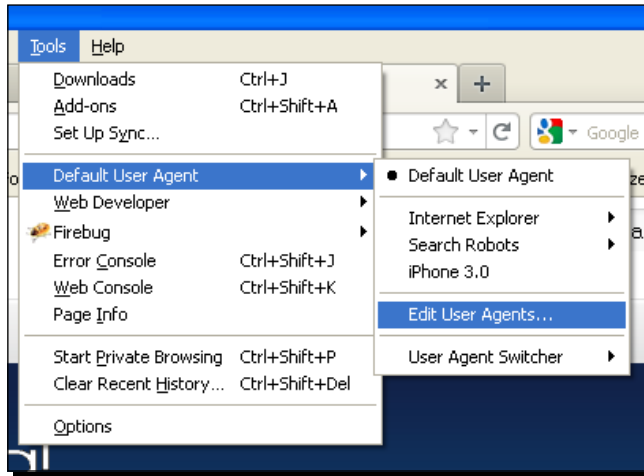 Tools Help
Downloads Ctrl+J
Add-ons Ctrl+Shift+A
Set Up Sync...
Google
Default User Agent
Web Developer
Firebug
Error Console Ctrl+Shift+J
Web Console Ctrl+Shift+K
Page Info
Start Private Browsing Ctrl+Shift+P
Clear Recent History... Ctrl+Shift+Del
Options
Default User Agent
Internet Explorer
Search Robots
iPhone 3.0
Edit User Agents...
User Agent Switcher